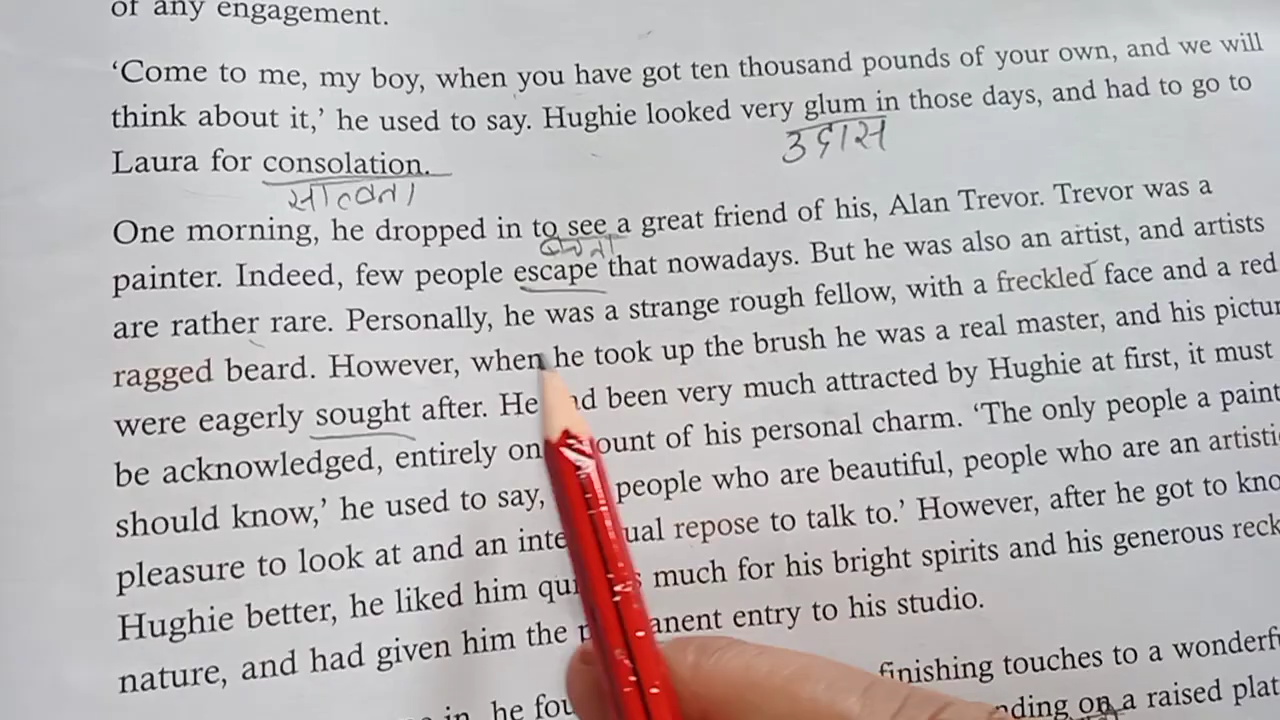 of any engagement.
‘Come to me, my boy, when you have got ten thousand pounds of your own, and we will
think about it,’ he used to say. Hughie looked very glum in those days, and had to go to
उदास
Laura for consolation.
सान्त्वना
One morning, he dropped in to see a great friend of his, Alan Trevor. Trevor was a
बचना
painter. Indeed, few people escape that nowadays. But he was also an artist, and artists
are rather rare. Personally, he was a strange rough fellow, with a freckled face and a red
ragged beard. However, when he took up the brush he was a real master, and his pictur
were eagerly sought after. He had been very much attracted by Hughie at first, it must
be acknowledged, entirely on ount of his personal charm. ‘The only people a paint
should know,’ he used to say, people who are beautiful, people who are an artistic
pleasure to look at and an inte ual repose to talk to.’ However, after he got to kno
Hughie better, he liked him qui s much for his bright spirits and his generous reck
nature, and had given him the p anent entry to his studio.
in, he fou finishing touches to a wonderf
nding on a raised plat